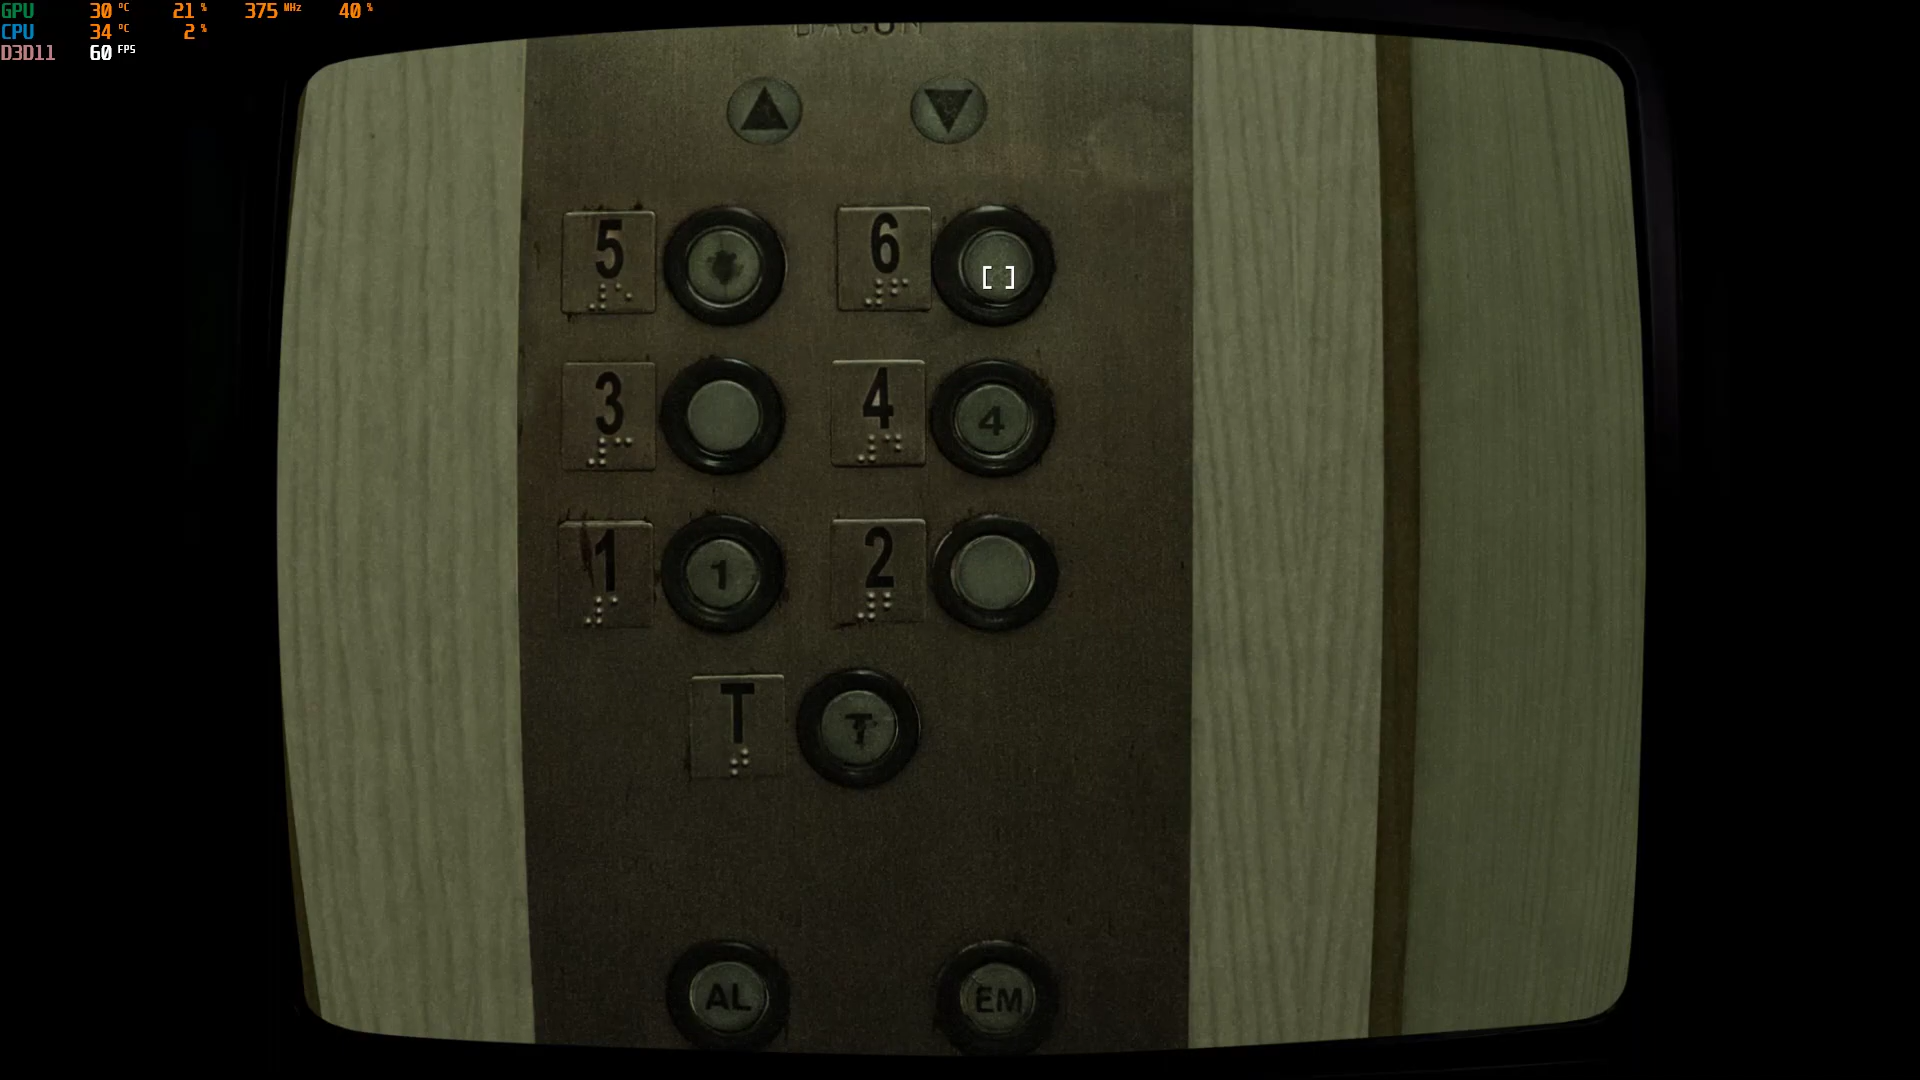 GPU 30 °C 21 % 375 MHz 40 %
CPU 34 °C 2 %
D3D11 60 FPS
5 6
[ ]
3 4 4
1 1 2
T T
AL EM